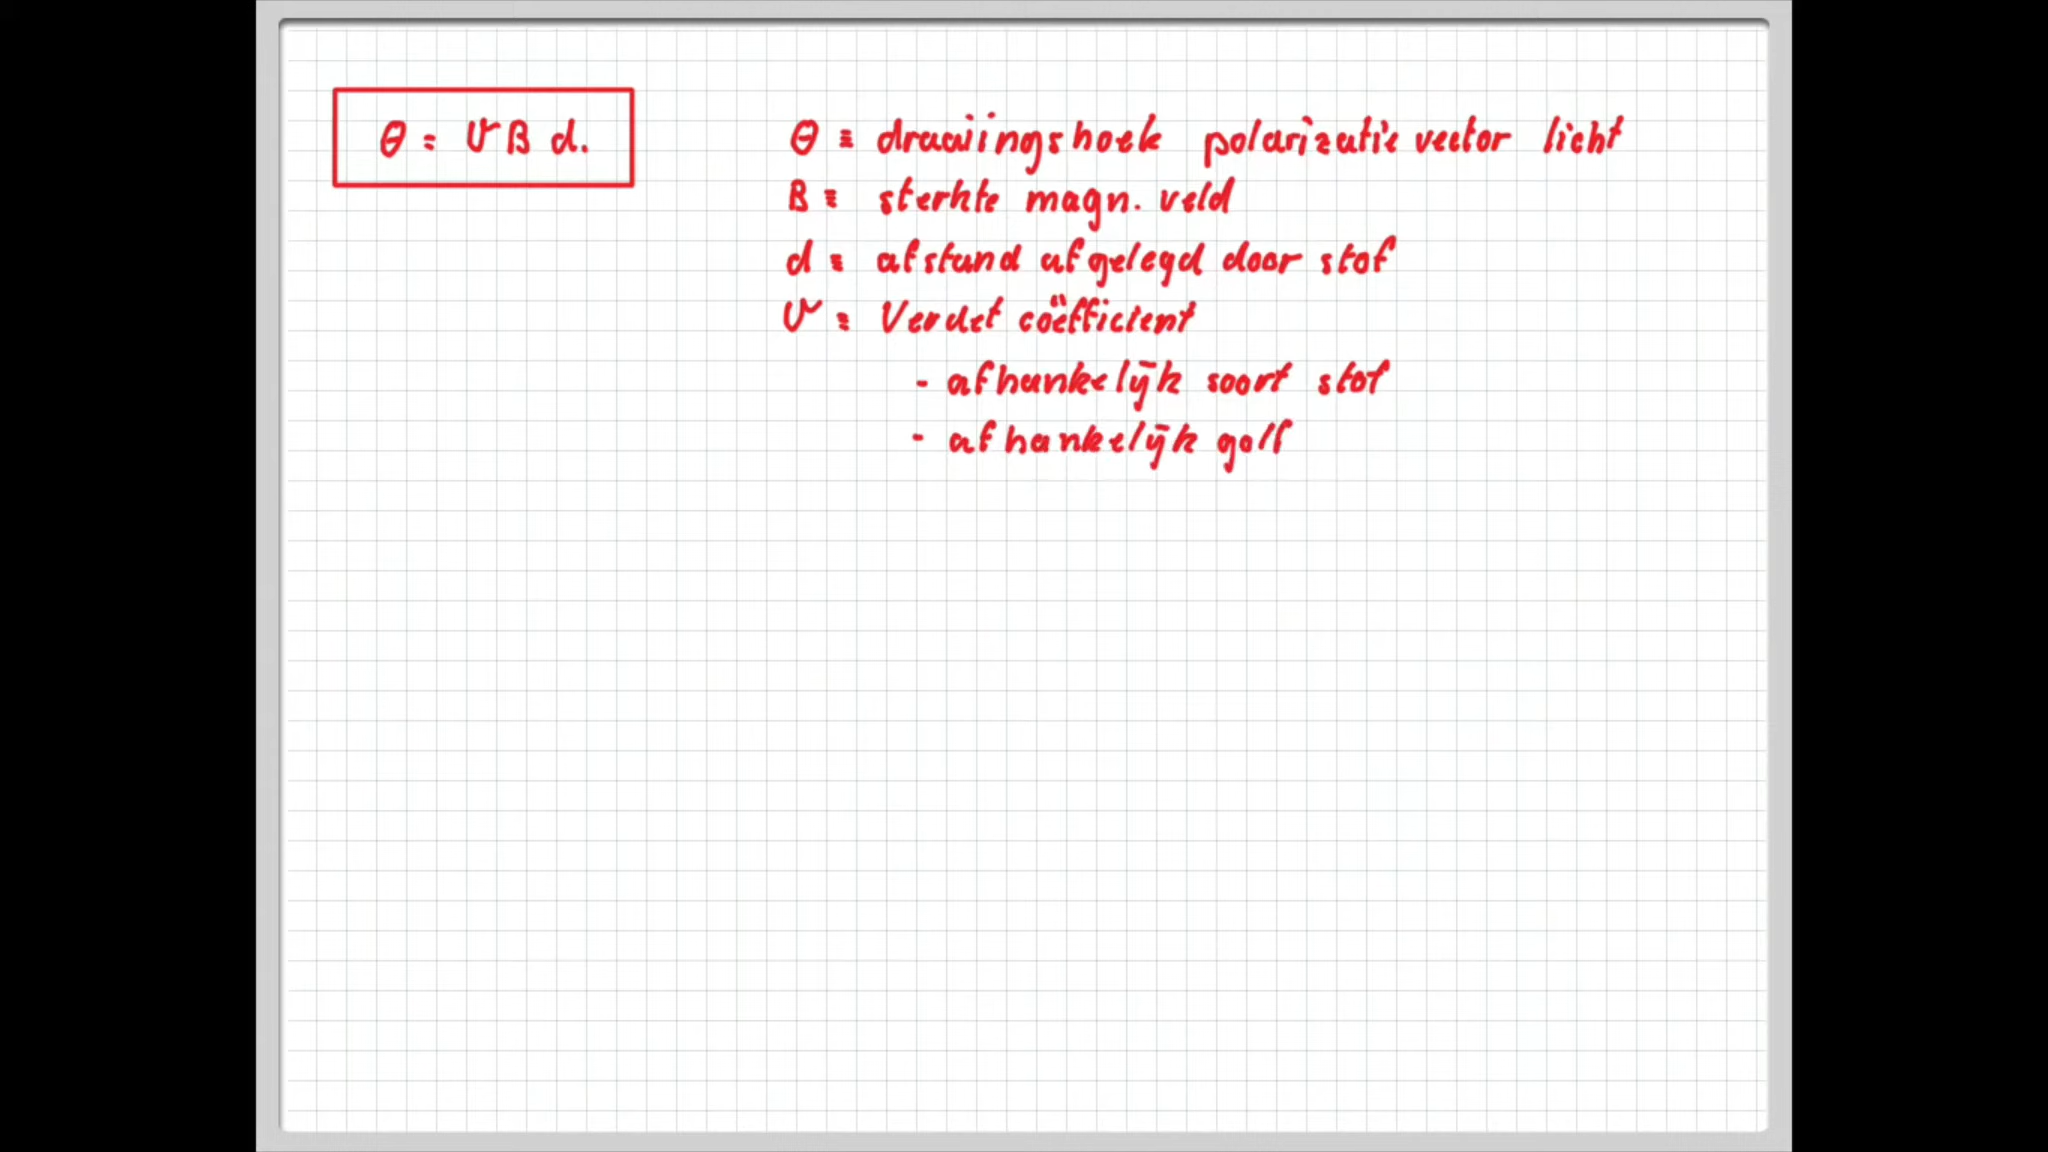 θ = 𝒱 B d.
θ ≡ draaiingshoek polarizatie vector licht
B ≡ sterkte magn. veld
d ≡ afstand afgelegd door stof
𝒱 ≡ Verdet coëfficient
- afhankelijk soort stof
- afhankelijk golf